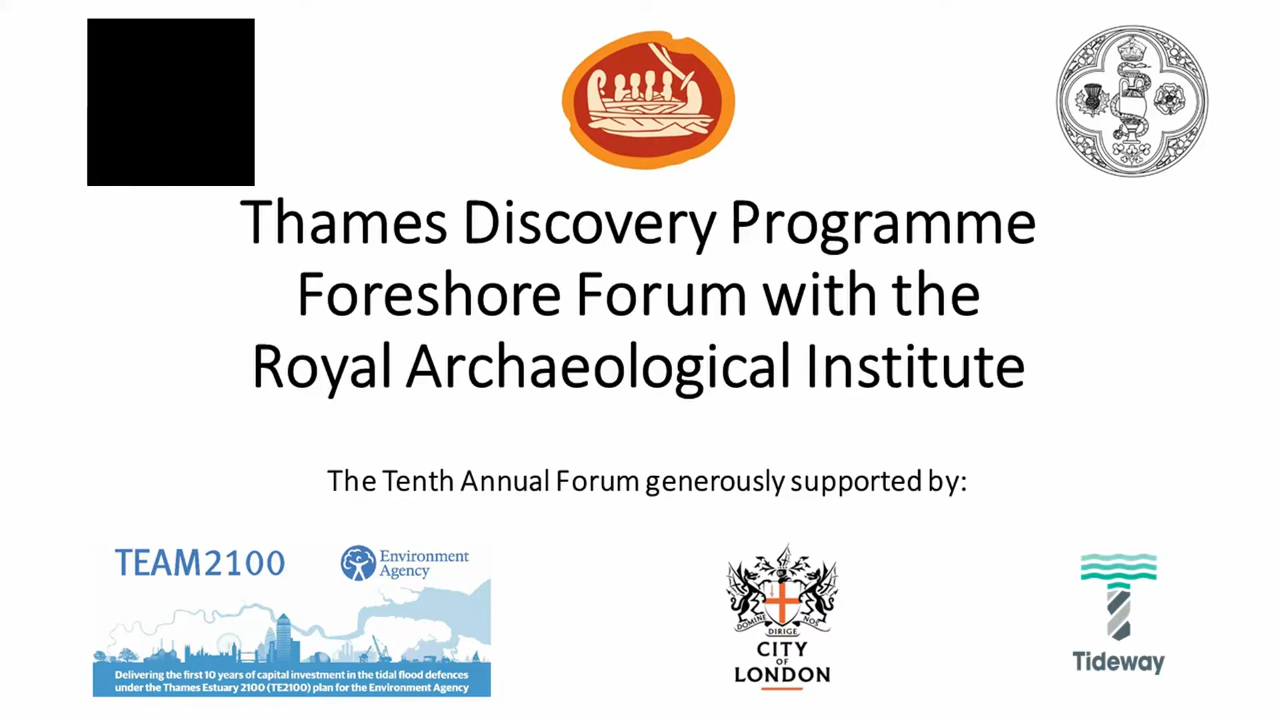 Thames Discovery Programme
Foreshore Forum with the
Royal Archaeological Institute
The Tenth Annual Forum generously supported by:
TEAM2100
Environment
Agency
Delivering the first 10 years of capital investment in the tidal flood defences
under the Thames Estuary 2100 (TE2100) plan for the Environment Agency
DOMINE NOS
DIRIGE
CITY
OF
LONDON
Tideway